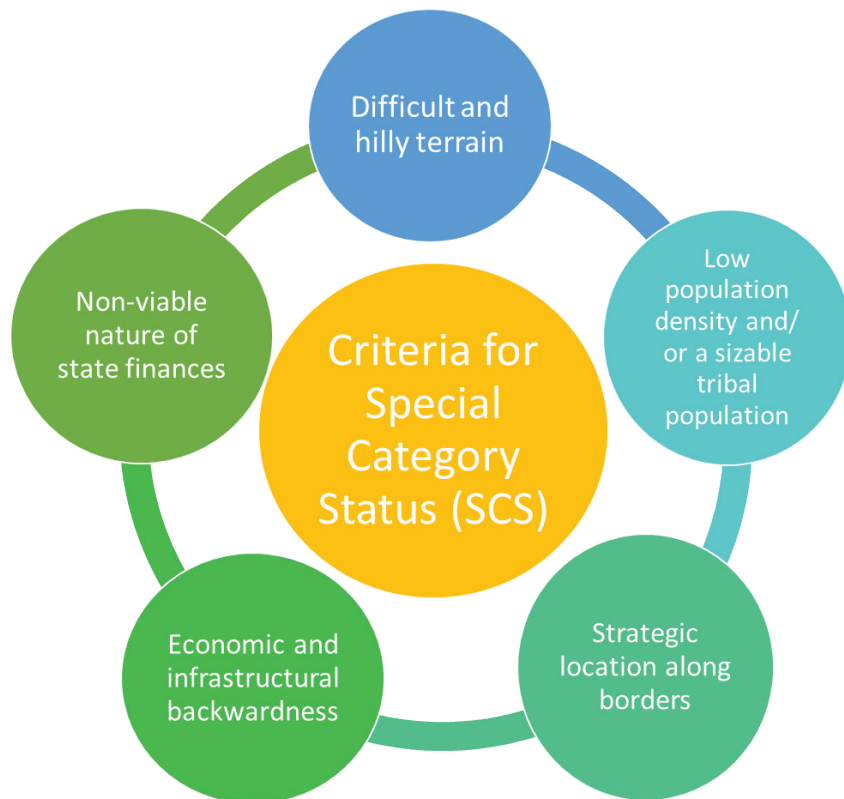 Difficult and
hilly terrain
Low
population
density and/
or a sizable
tribal
population
Strategic
location along
borders
Economic and
infrastructural
backwardness
Non-viable
nature of
state finances
Criteria for
Special
Category
Status (SCS)